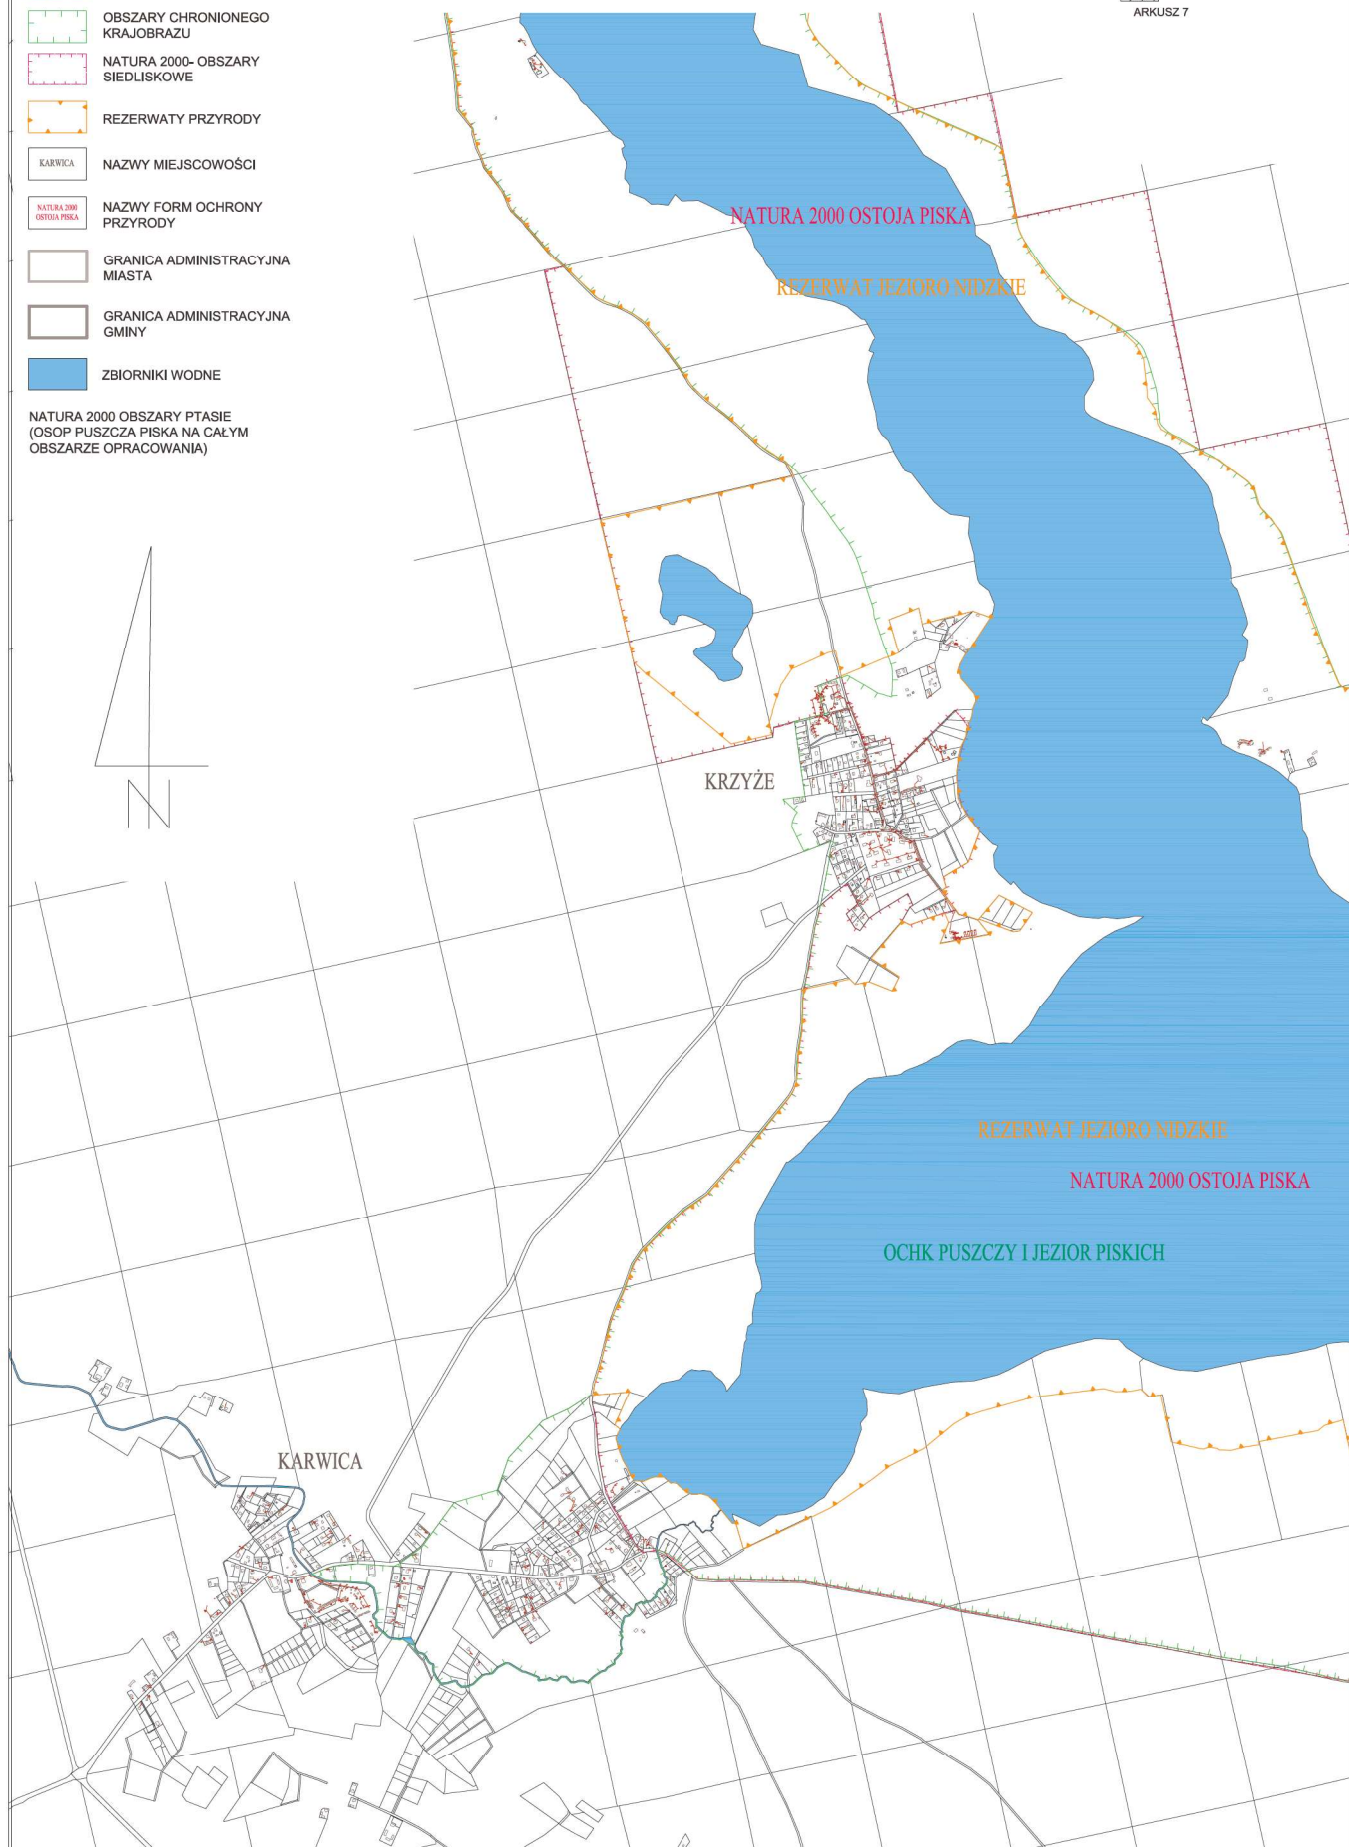 ARKUSZ 7
OBSZARY CHRONIONEGO
KRAJOBRAZU
NATURA 2000- OBSZARY
SIEDLISKOWE
REZERWATY PRZYRODY
KARWICA
NAZWY MIEJSCOWOŚCI
NATURA 2000
OSTOJA PISKA
NAZWY FORM OCHRONY
PRZYRODY
GRANICA ADMINISTRACYJNA
MIASTA
GRANICA ADMINISTRACYJNA
GMINY
ZBIORNIKI WODNE
NATURA 2000 OBSZARY PTASIE
(OSOP PUSZCZA PISKA NA CAŁYM
OBSZARZE OPRACOWANIA)
N
NATURA 2000 OSTOJA PISKA
REZERWAT JEZIORO NIDZKIE
KRZYŻE
REZERWAT JEZIORO NIDZKIE
NATURA 2000 OSTOJA PISKA
OCHK PUSZCZY I JEZIOR PISKICH
KARWICA